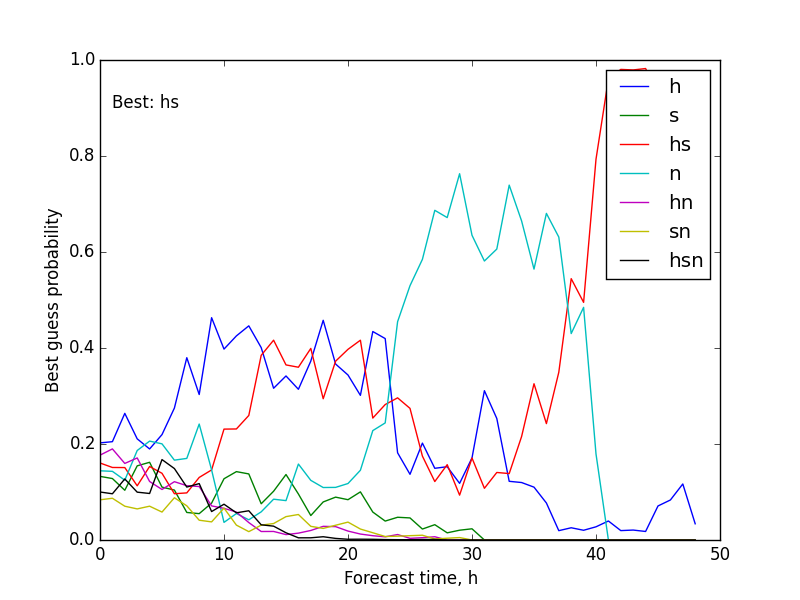 Best: hs
h
s
hs
n
hn
sn
hsn
1.0
0.8
0.6
0.4
0.2
0.0
Best guess probability
0 10 20 30 40 50
Forecast time, h